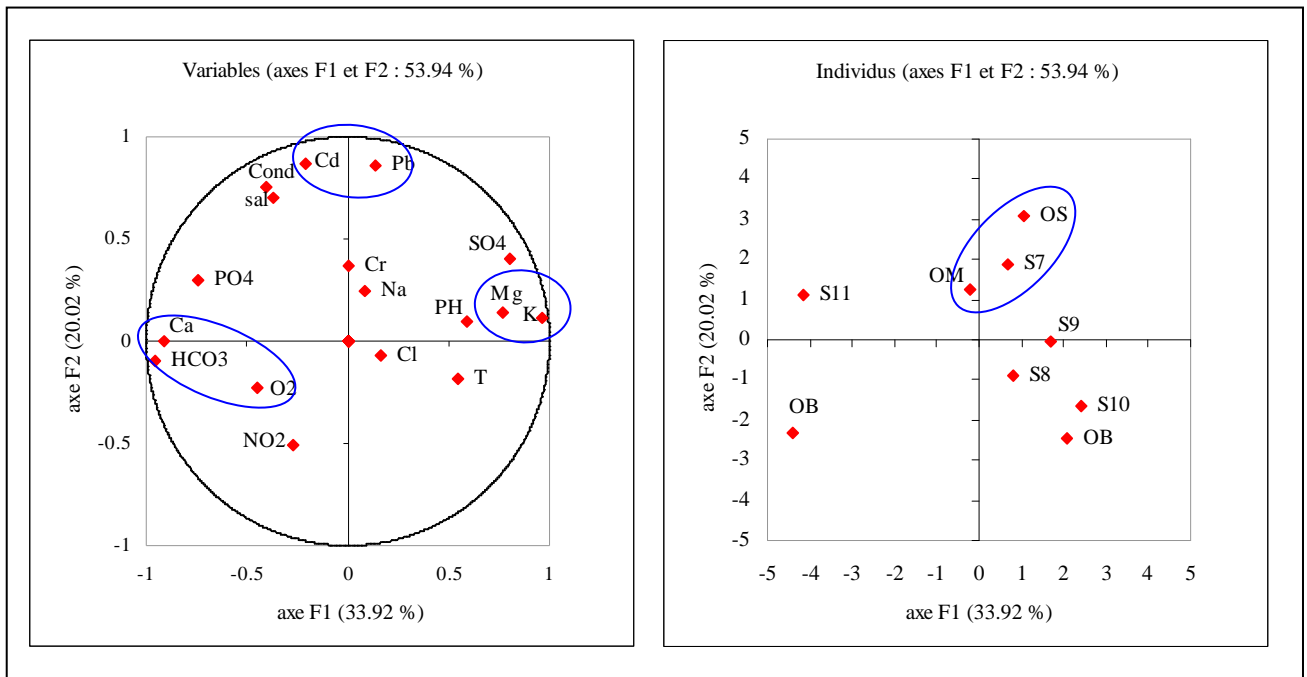 Variables (axes F1 et F2 : 53.94 %)
1
Cd
Pb
Cond
sal
0.5
SO4
PO4
Cr
Na
Mg
PH
K
Ca
0
HCO3
Cl
O2
T
NO2
-0.5
-1
-1
-0.5
0
0.5
1
axe F1 (33.92 %)
axe F2 (20.02 %)
Individus (axes F1 et F2 : 53.94 %)
5
4
3
OS
2
S7
OM
1
S11
S9
0
S8
-1
S10
OB
-2
OB
-3
-4
-5
-5
-4
-3
-2
-1
0
1
2
3
4
5
axe F1 (33.92 %)
axe F2 (20.02 %)